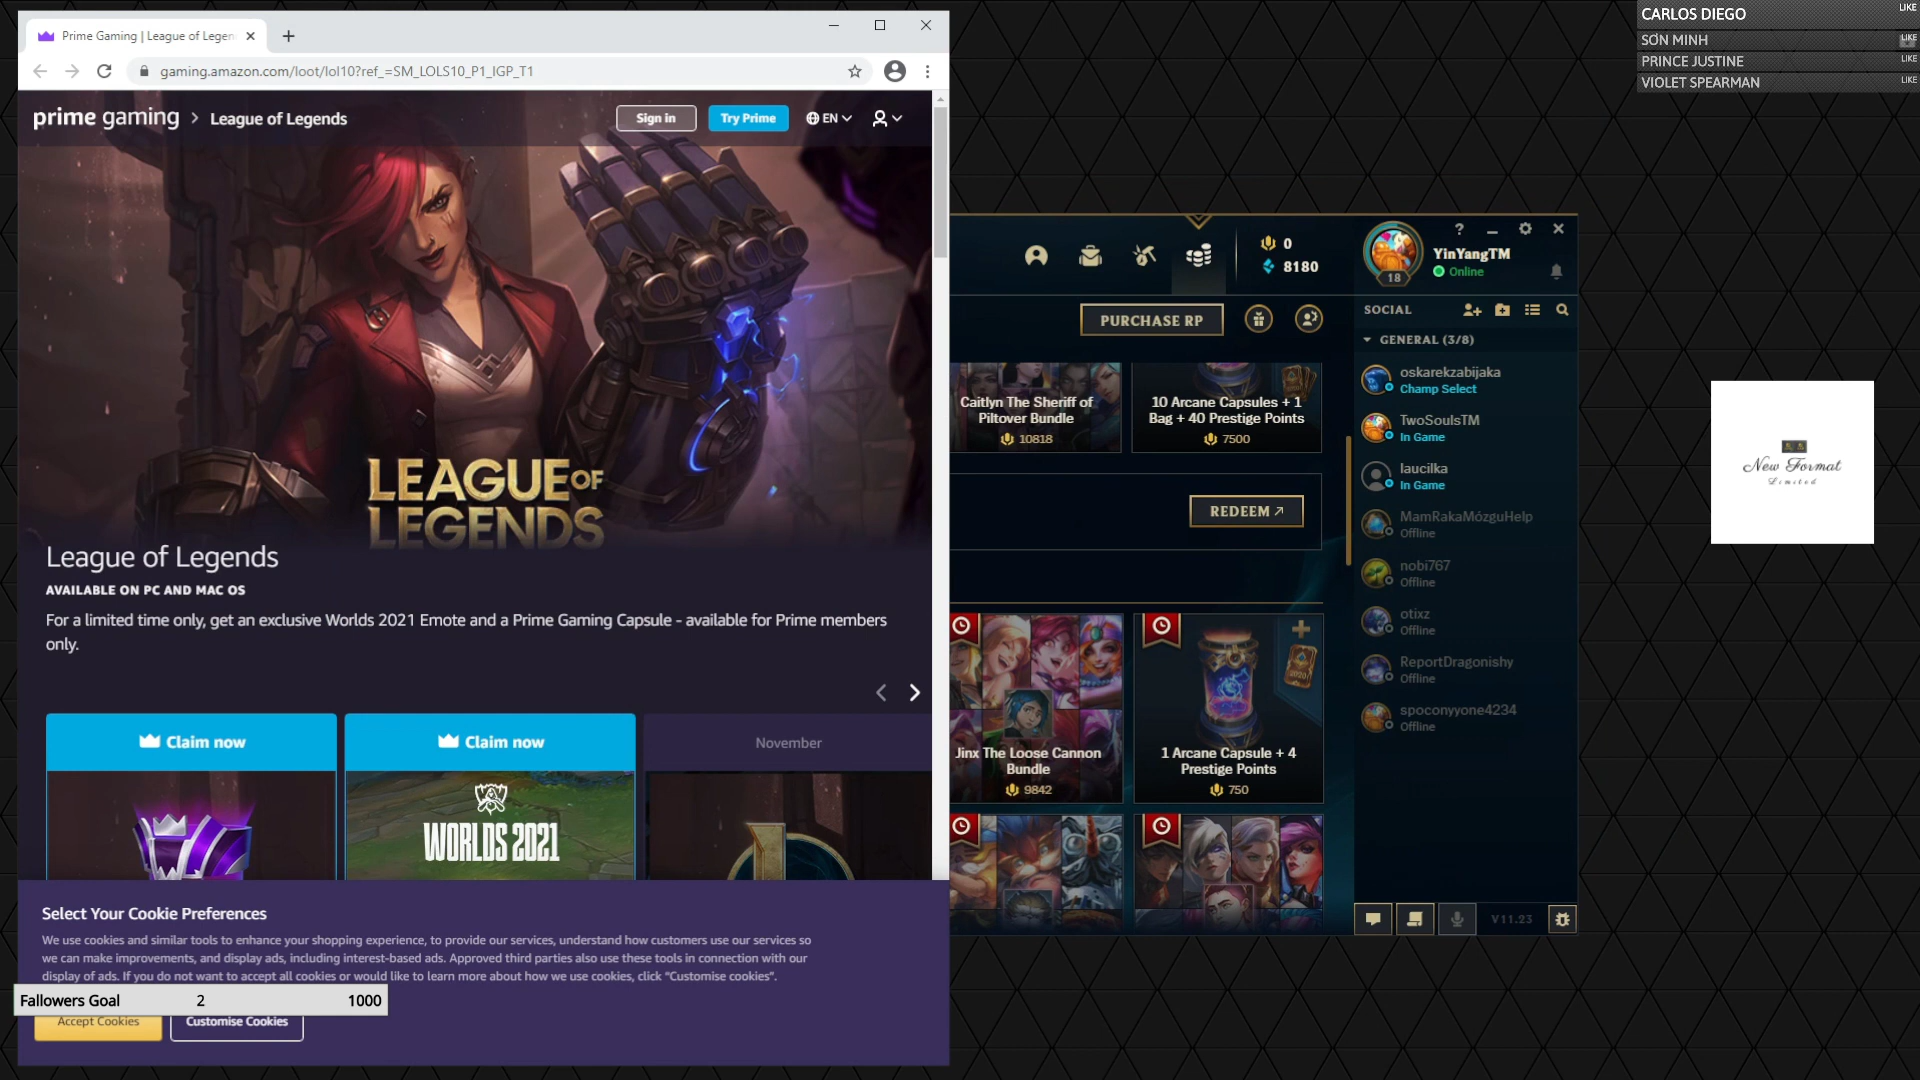 Prime Gaming | League of Legen
gaming.amazon.com/loot/lol10?ref_=SM_LOLS10_P1_IGP_T1
prime gaming > League of Legends
Sign in
Try Prime
EN
LEAGUE OF
LEGENDS
League of Legends
AVAILABLE ON PC AND MAC OS
For a limited time only, get an exclusive Worlds 2021 Emote and a Prime Gaming Capsule - available for Prime members
only.
Claim now
Claim now
November
WORLDS 2021
Select Your Cookie Preferences
We use cookies and similar tools to enhance your shopping experience, to provide our services, understand how customers use our services so
we can make improvements, and display ads, including interest-based ads. Approved third parties also use these tools in connection with our
display of ads. If you do not want to accept all cookies or would like to learn more about how we use cookies, click “Customise cookies”.
Fallowers Goal 2 1000
Accept Cookies
Customise Cookies
0
8180
PURCHASE RP
Caitlyn The Sheriff of
Piltover Bundle
10818
10 Arcane Capsules + 1
Bag + 40 Prestige Points
7500
REDEEM
Jinx The Loose Cannon
Bundle
9842
1 Arcane Capsule + 4
Prestige Points
750
?
18
YinYangTM
Online
SOCIAL
GENERAL (3/8)
oskarekzabijaka
Champ Select
TwoSoulsTM
In Game
laucilka
In Game
MamRakaMózguHelp
Offline
nobi767
Offline
otixz
Offline
ReportDragonishy
Offline
spoconyyone4234
Offline
V11.23
CARLOS DIEGO LIKE
SƠN MINH LIKE
PRINCE JUSTINE LIKE
VIOLET SPEARMAN LIKE
New Format
Limited